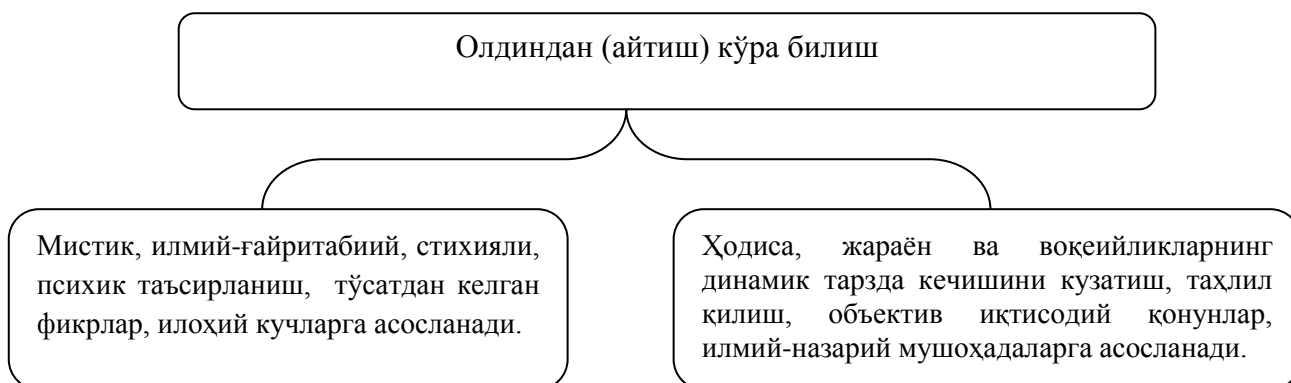 Олдиндан (айтиш) кўра билиш
Мистик, илмий-ғайритабиий, стихияли,
психик таъсирланиш, тўсатдан келган
фикрлар, илоҳий кучларга асосланади.
Ҳодиса, жараён ва воқеийликларнинг
динамик тарзда кечишини кузатиш, таҳлил
қилиш, объектив иқтисодий қонунлар,
илмий-назарий мушоҳадаларга асосланади.